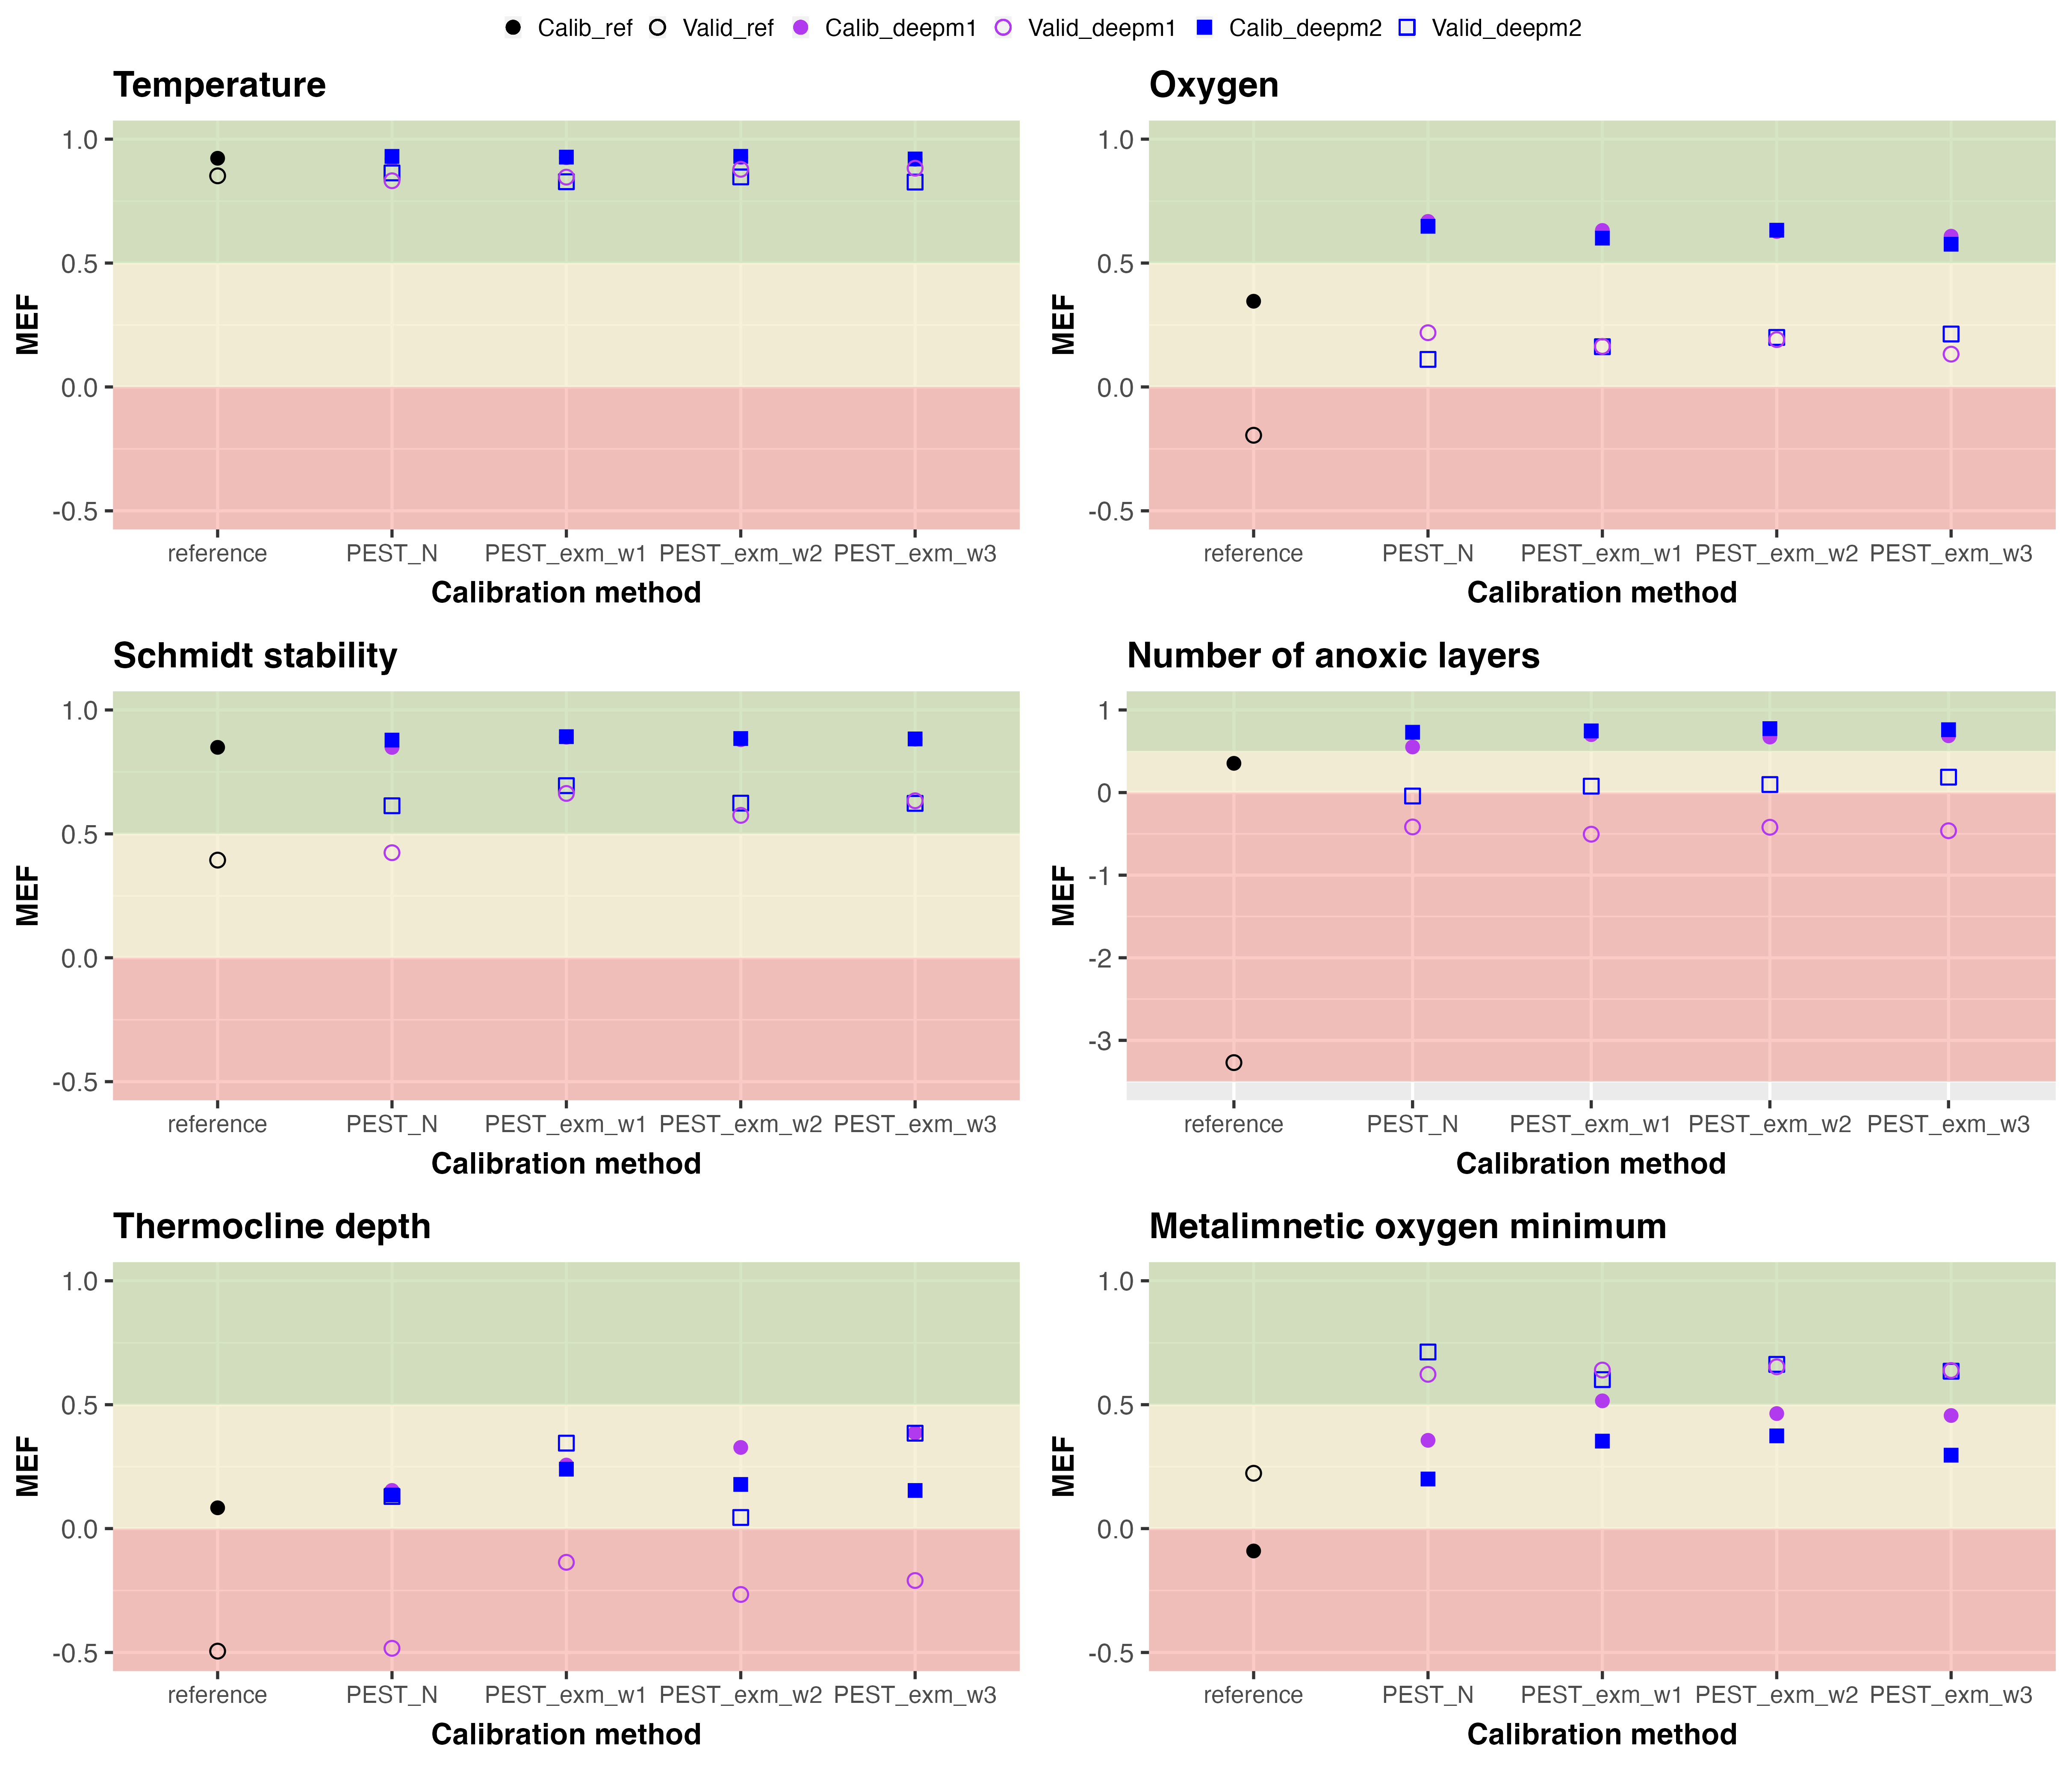 Calib_ref Valid_ref Calib_deepm1 Valid_deepm1 Calib_deepm2 Valid_deepm2
Temperature
MEF
1.0
0.5
0.0
-0.5
reference PEST_N PEST_exm_w1 PEST_exm_w2 PEST_exm_w3
Calibration method
Oxygen
MEF
1.0
0.5
0.0
-0.5
reference PEST_N PEST_exm_w1 PEST_exm_w2 PEST_exm_w3
Calibration method
Schmidt stability
MEF
1.0
0.5
0.0
-0.5
reference PEST_N PEST_exm_w1 PEST_exm_w2 PEST_exm_w3
Calibration method
Number of anoxic layers
MEF
1
0
-1
-2
-3
reference PEST_N PEST_exm_w1 PEST_exm_w2 PEST_exm_w3
Calibration method
Thermocline depth
MEF
1.0
0.5
0.0
-0.5
reference PEST_N PEST_exm_w1 PEST_exm_w2 PEST_exm_w3
Calibration method
Metalimnetic oxygen minimum
MEF
1.0
0.5
0.0
-0.5
reference PEST_N PEST_exm_w1 PEST_exm_w2 PEST_exm_w3
Calibration method